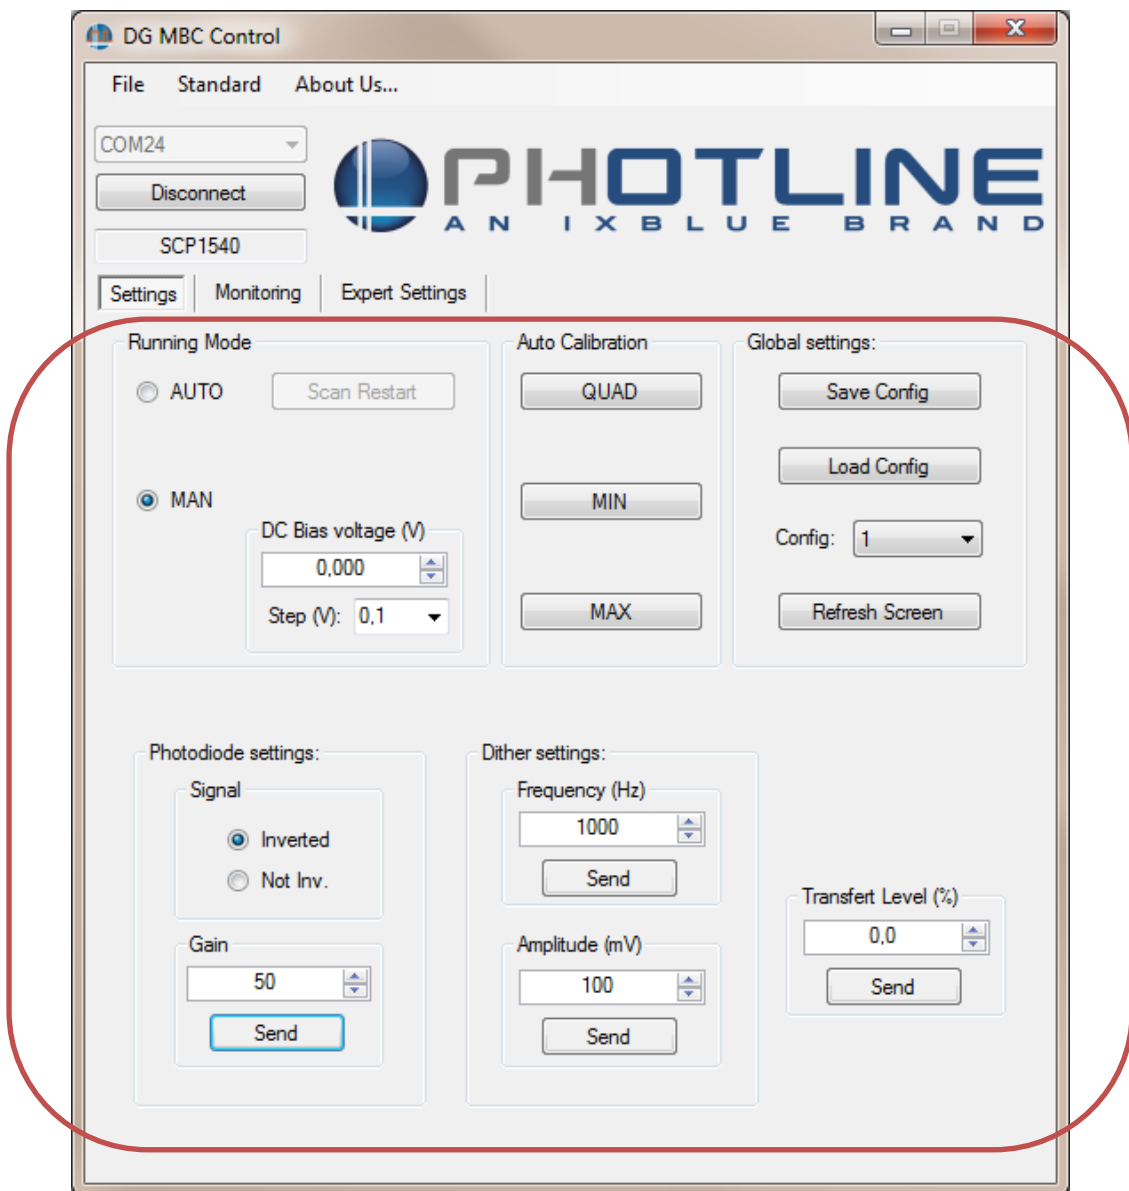 DG MBC Control
File Standard About Us...
COM24
Disconnect
SCP1540
PHOTLINE
AN IXBLUE BRAND
Settings Monitoring Expert Settings
Running Mode
AUTO Scan Restart
MAN
DC Bias voltage (V)
0,000
Step (V): 0,1
Auto Calibration
QUAD
MIN
MAX
Global settings:
Save Config
Load Config
Config: 1
Refresh Screen
Photodiode settings:
Signal
Inverted
Not Inv.
Gain
50
Send
Dither settings:
Frequency (Hz)
1000
Send
Amplitude (mV)
100
Send
Transfert Level (%)
0,0
Send